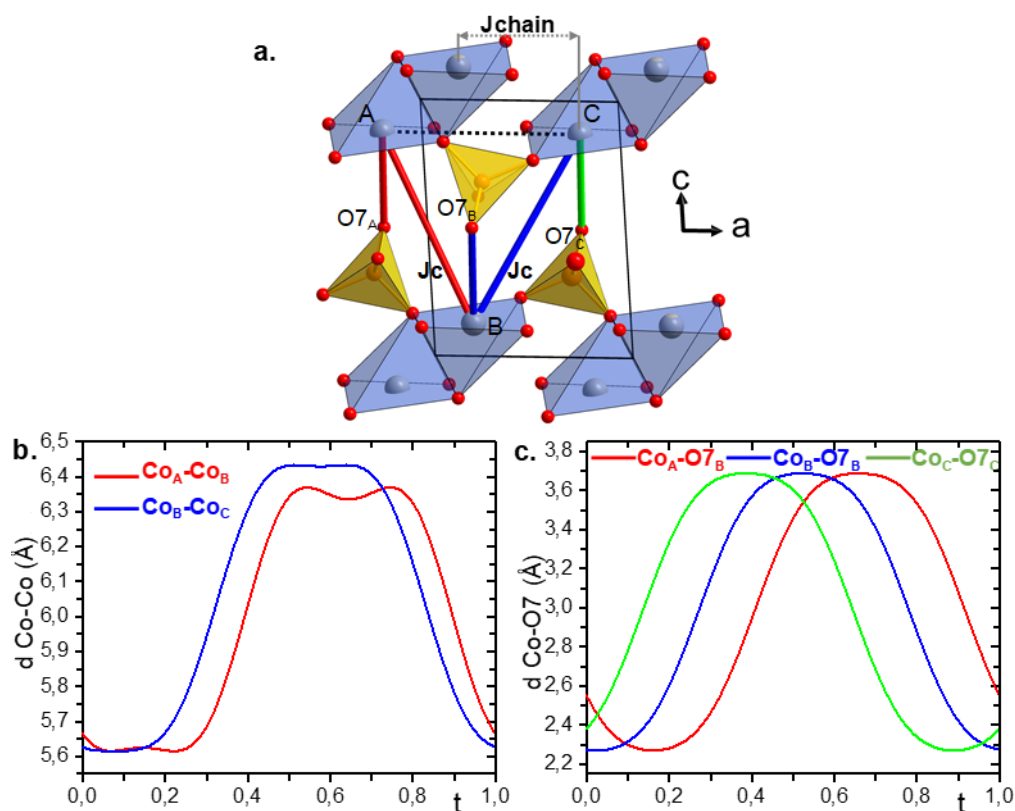 Jchain
a.
A
C
O7A
O7B
O7C
Jc
Jc
B
c
a
b.
d Co-Co (Å)
6,5
6,4
6,3
6,2
6,1
6,0
5,9
5,8
5,7
5,6
CoA-CoB
CoB-CoC
0,0 0,2 0,4 0,6 0,8 1,0
t
c.
d Co-O7 (Å)
3,8
3,6
3,4
3,2
3,0
2,8
2,6
2,4
2,2
CoA-O7B CoB-O7B CoC-O7C
0,0 0,2 0,4 0,6 0,8 1,0
t